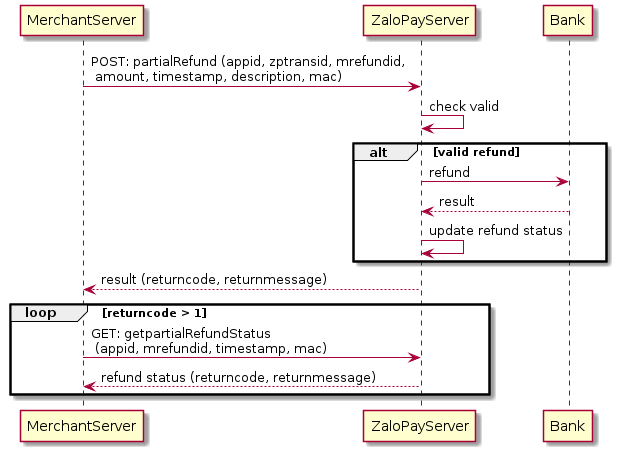 MerchantServer
ZaloPayServer
Bank
POST: partialRefund (appid, zptransid, mrefundid,
amount, timestamp, description, mac)
check valid
alt
[valid refund]
refund
result
update refund status
result (returncode, returnmessage)
loop
[returncode > 1]
GET: getpartialRefundStatus
(appid, mrefundid, timestamp, mac)
refund status (returncode, returnmessage)
MerchantServer
ZaloPayServer
Bank